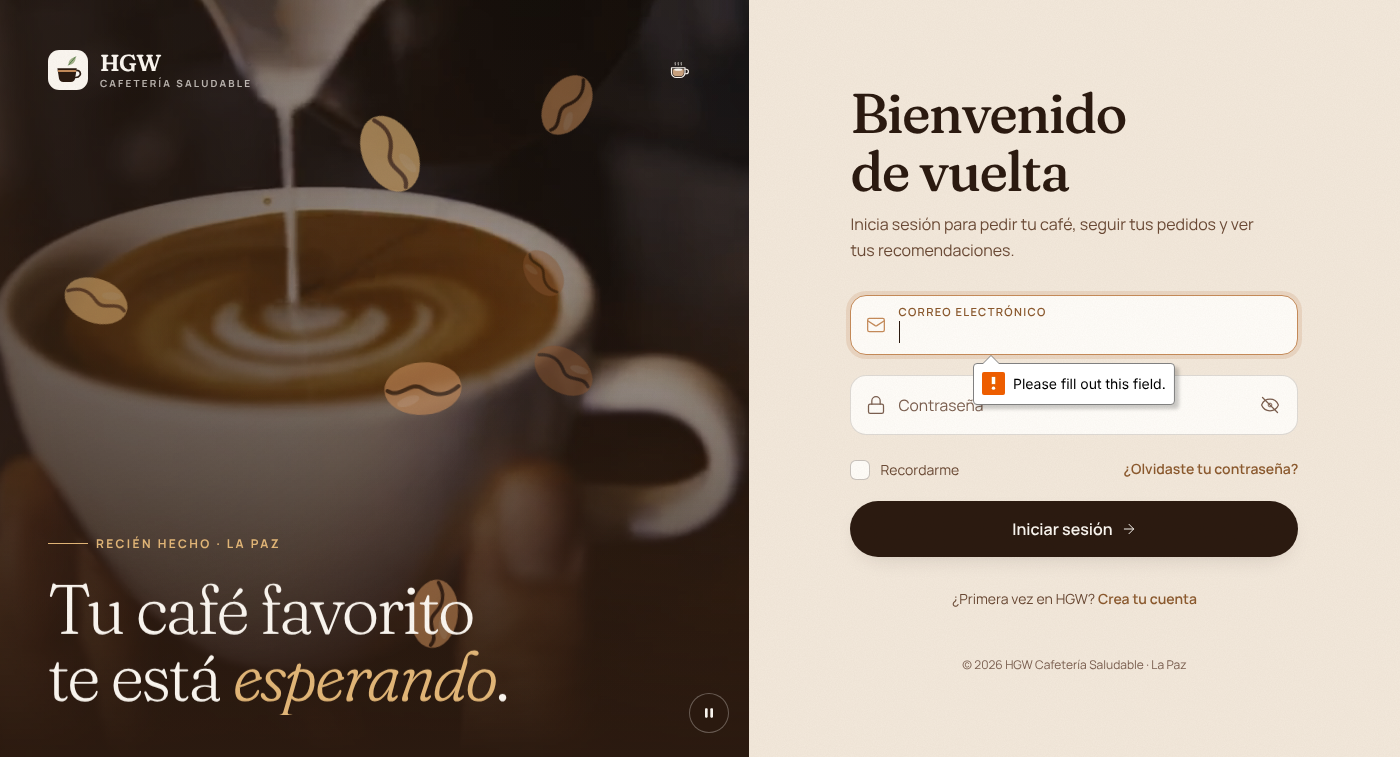 HGW
CAFETERÍA SALUDABLE
RECIÉN HECHO · LA PAZ
Tu café favorito
te está esperando.
Bienvenido
de vuelta
Inicia sesión para pedir tu café, seguir tus pedidos y ver
tus recomendaciones.
CORREO ELECTRÓNICO
Please fill out this field.
Contraseña
Recordarme
¿Olvidaste tu contraseña?
Iniciar sesión →
¿Primera vez en HGW? Crea tu cuenta
© 2026 HGW Cafetería Saludable · La Paz